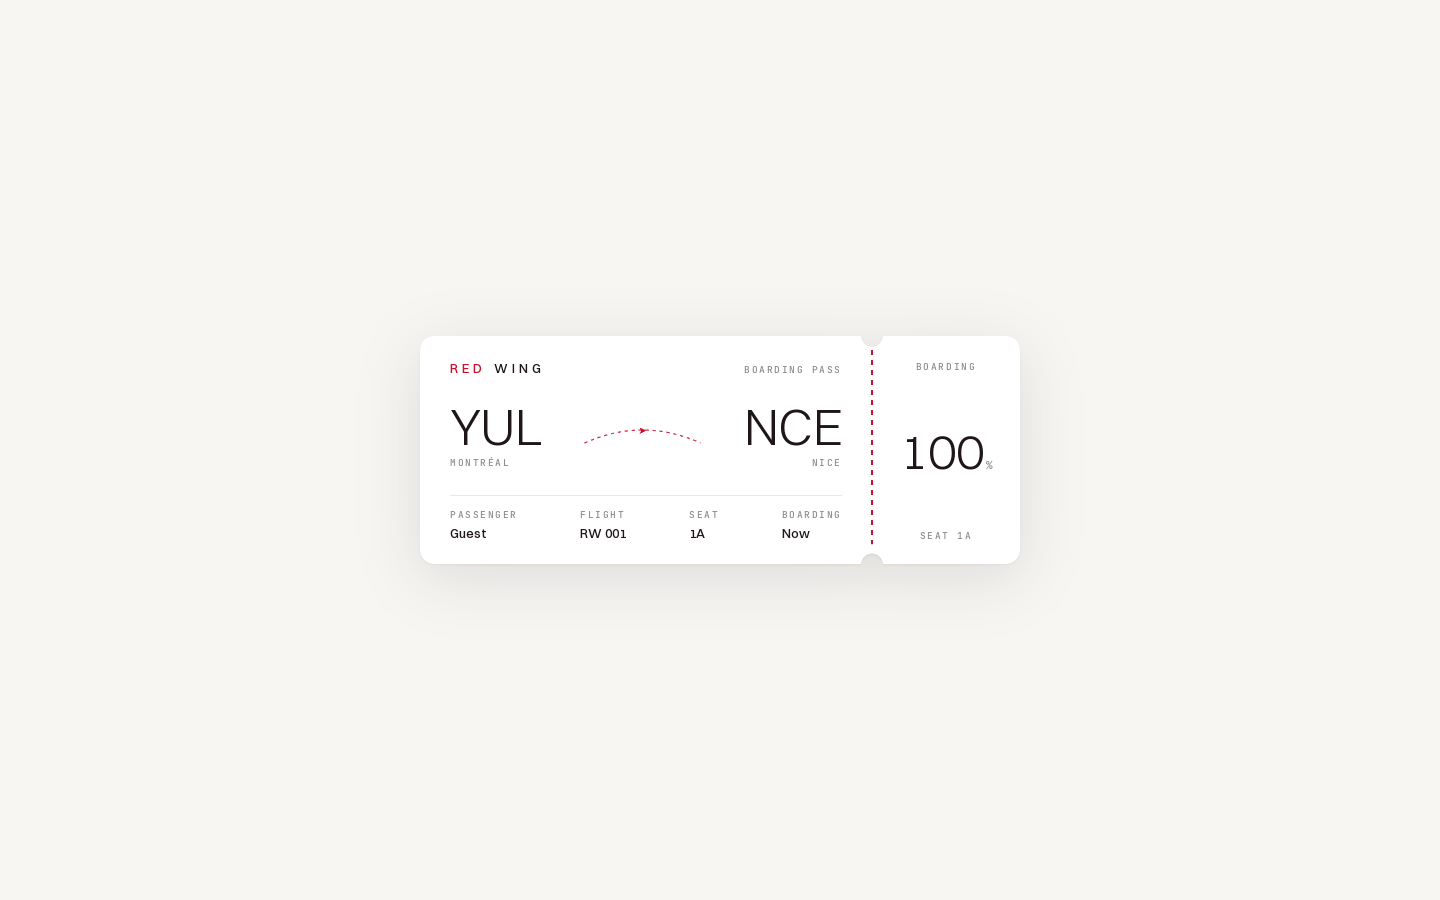 RED WING
BOARDING PASS
YUL
NCE
MONTRÉAL
NICE
PASSENGER
FLIGHT
SEAT
BOARDING
Guest
RW 001
1A
Now
BOARDING
100%
SEAT 1A